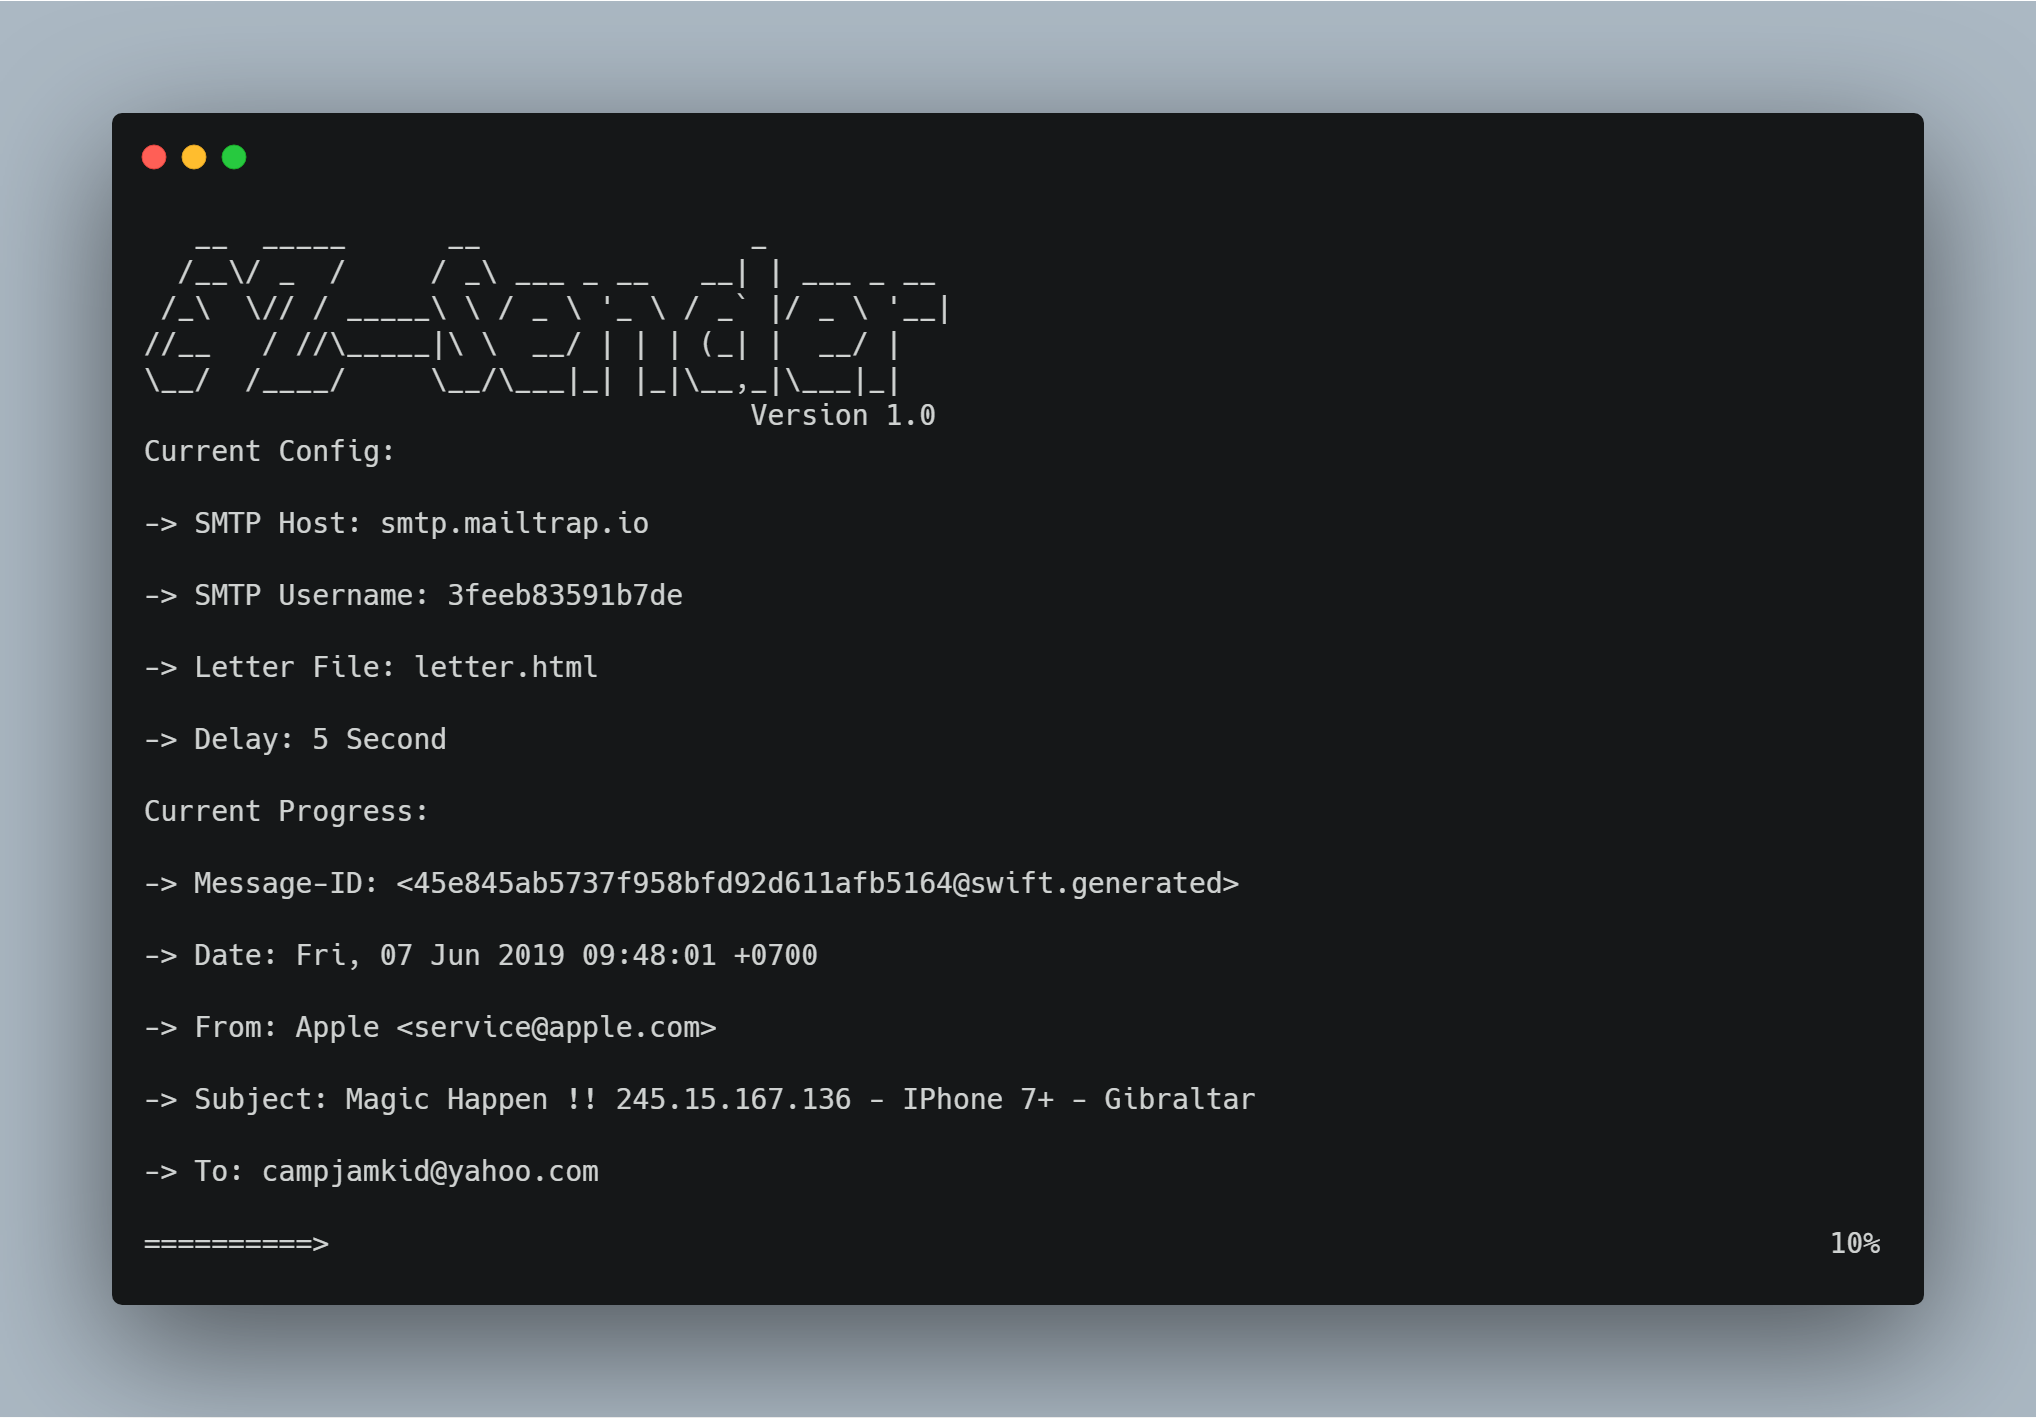 __  _____      __                _
  /__\/ _  /     / _\ ___ _ __   __| | ___ _ __
 /_\  \// / _____\ \ / _ \ '_ \ / _` |/ _ \ '__|
//__   / //\_____|\ \  __/ | | | (_| |  __/ |
\__/  /____/     \__/\___|_| |_|\__,_|\___|_|
                                    Version 1.0
Current Config:
-> SMTP Host: smtp.mailtrap.io
-> SMTP Username: 3feeb83591b7de
-> Letter File: letter.html
-> Delay: 5 Second
Current Progress:
-> Message-ID: <45e845ab5737f958bfd92d611afb5164@swift.generated>
-> Date: Fri, 07 Jun 2019 09:48:01 +0700
-> From: Apple <service@apple.com>
-> Subject: Magic Happen !! 245.15.167.136 - IPhone 7+ - Gibraltar
-> To: campjamkid@yahoo.com
==========> 10%